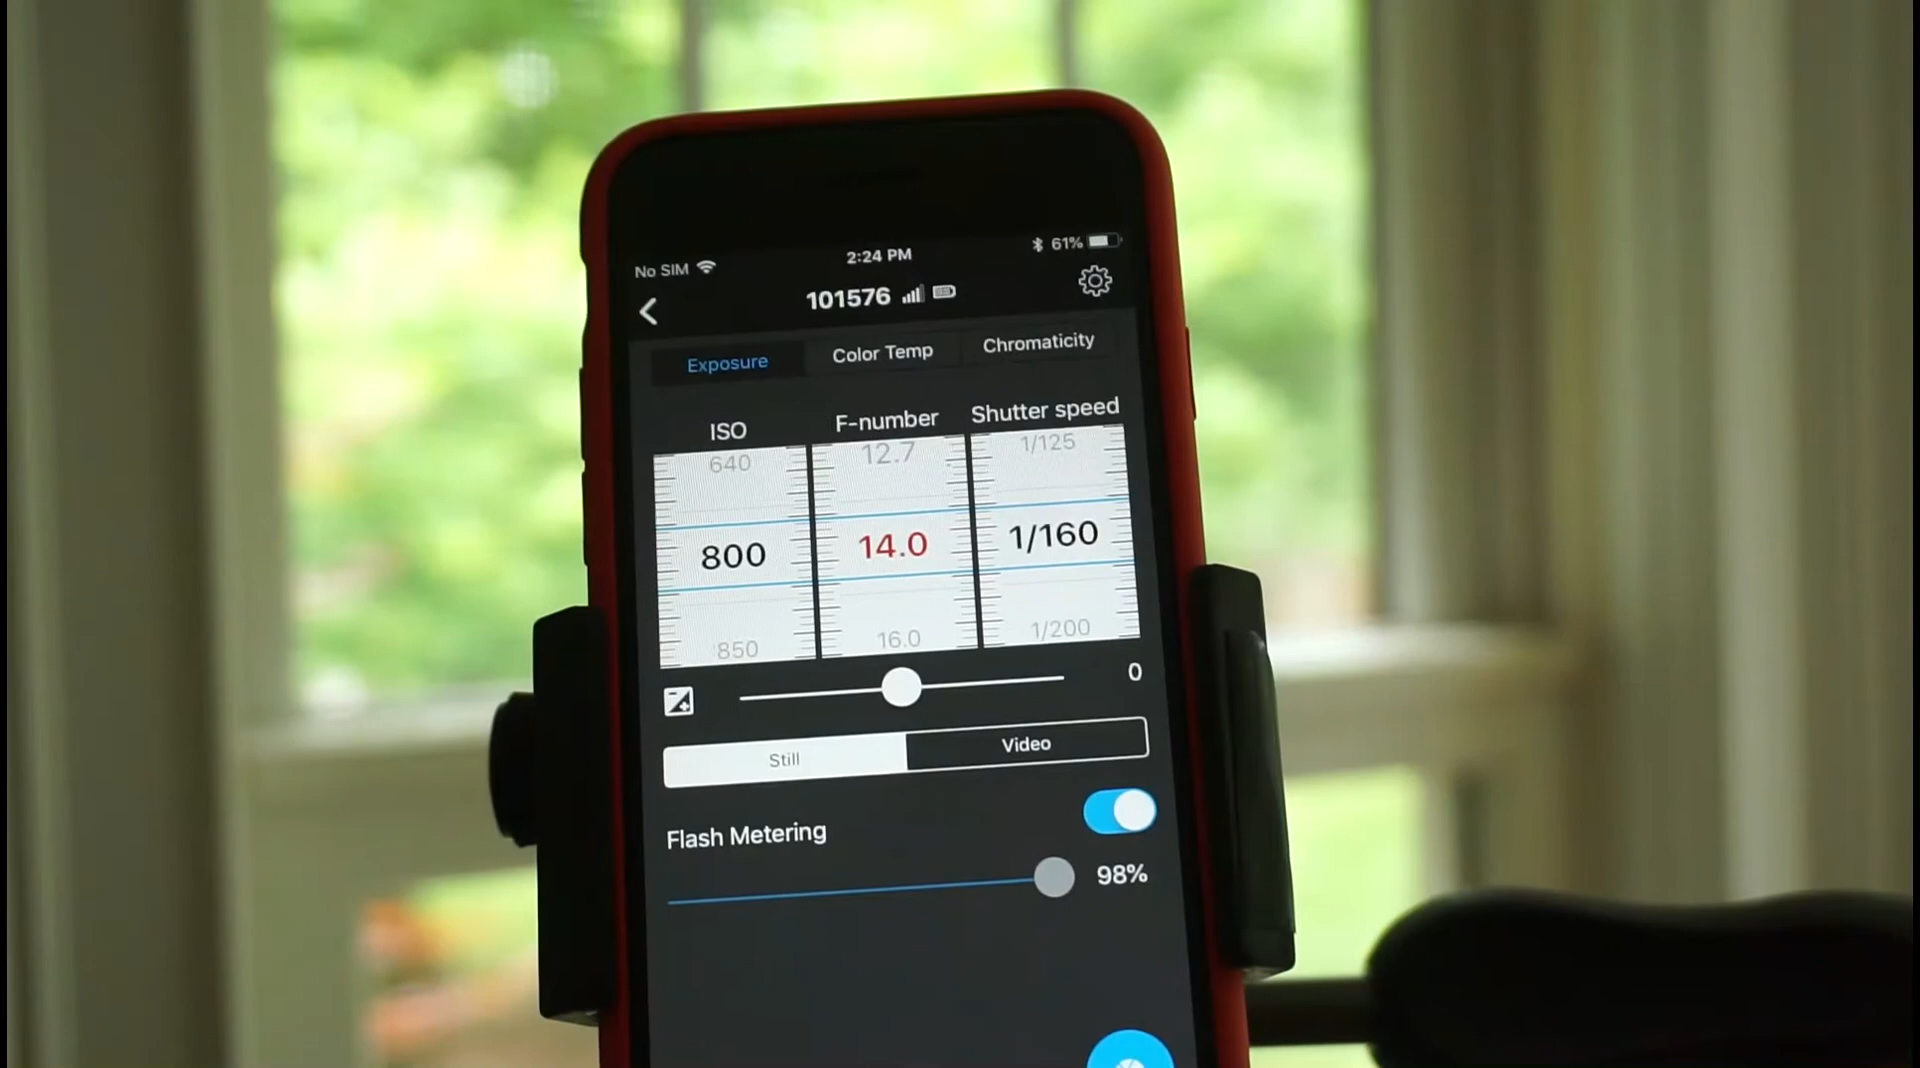 No SIM 2:24 PM 61%
101576
Exposure Color Temp Chromaticity
ISO F-number Shutter speed
640 12.7 1/125
800 14.0 1/160
850 16.0 1/200
0
Still Video
Flash Metering
98%